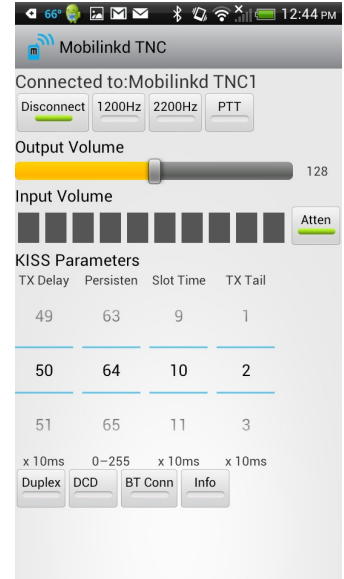 66° 12:44 PM
m Mobilinkd TNC
Connected to:Mobilinkd TNC1
Disconnect 1200Hz 2200Hz PTT
Output Volume
128
Input Volume
Atten
KISS Parameters
TX Delay Persisten Slot Time TX Tail
49 63 9 1
50 64 10 2
51 65 11 3
x 10ms 0–255 x 10ms x 10ms
Duplex DCD BT Conn Info